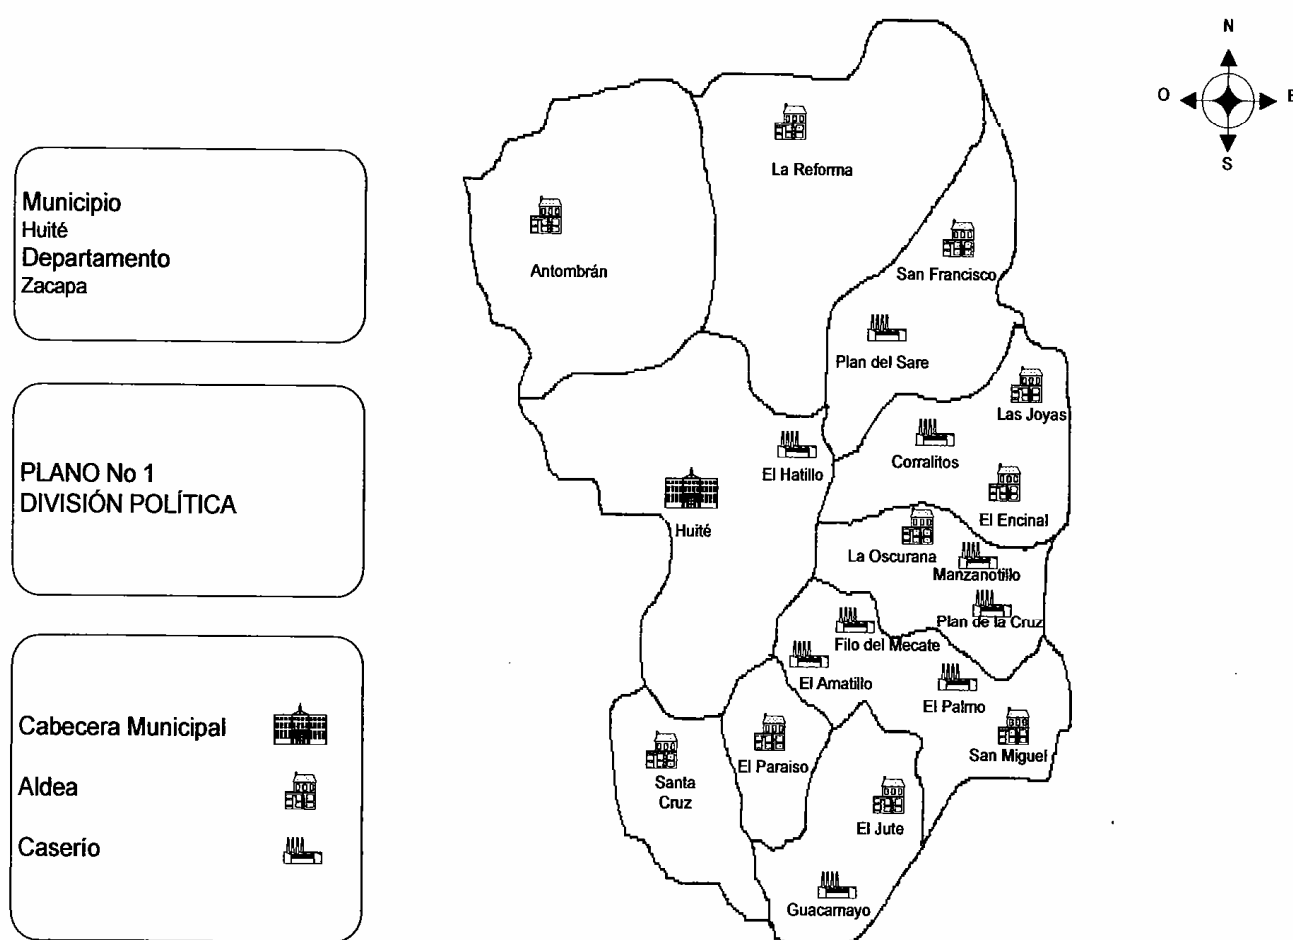 Municipio
Huité
Departamento
Zacapa
PLANO No 1
DIVISIÓN POLÍTICA
Cabecera Municipal
Aldea
Caserío
N
O
E
S
La Reforma
Antombrán
San Francisco
Plan del Sare
Las Joyas
Corralitos
El Hatillo
El Encinal
Huité
La Oscurana
Manzanotillo
Plan de la Cruz
Filo del Mecate
El Amatillo
El Palmo
San Miguel
El Paraiso
Santa
Cruz
El Jute
Guacamayo